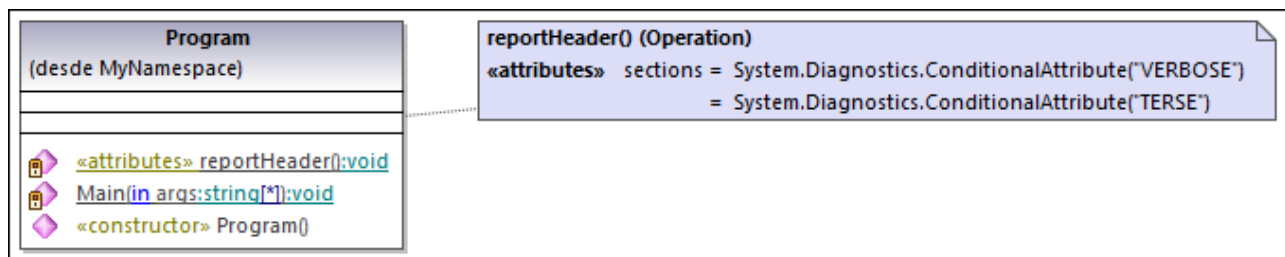 Program
(desde MyNamespace)
«attributes» reportHeader():void
Main(in args:string[*]):void
«constructor» Program()
reportHeader() (Operation)
«attributes» sections = System.Diagnostics.ConditionalAttribute("VERBOSE")
= System.Diagnostics.ConditionalAttribute("TERSE")